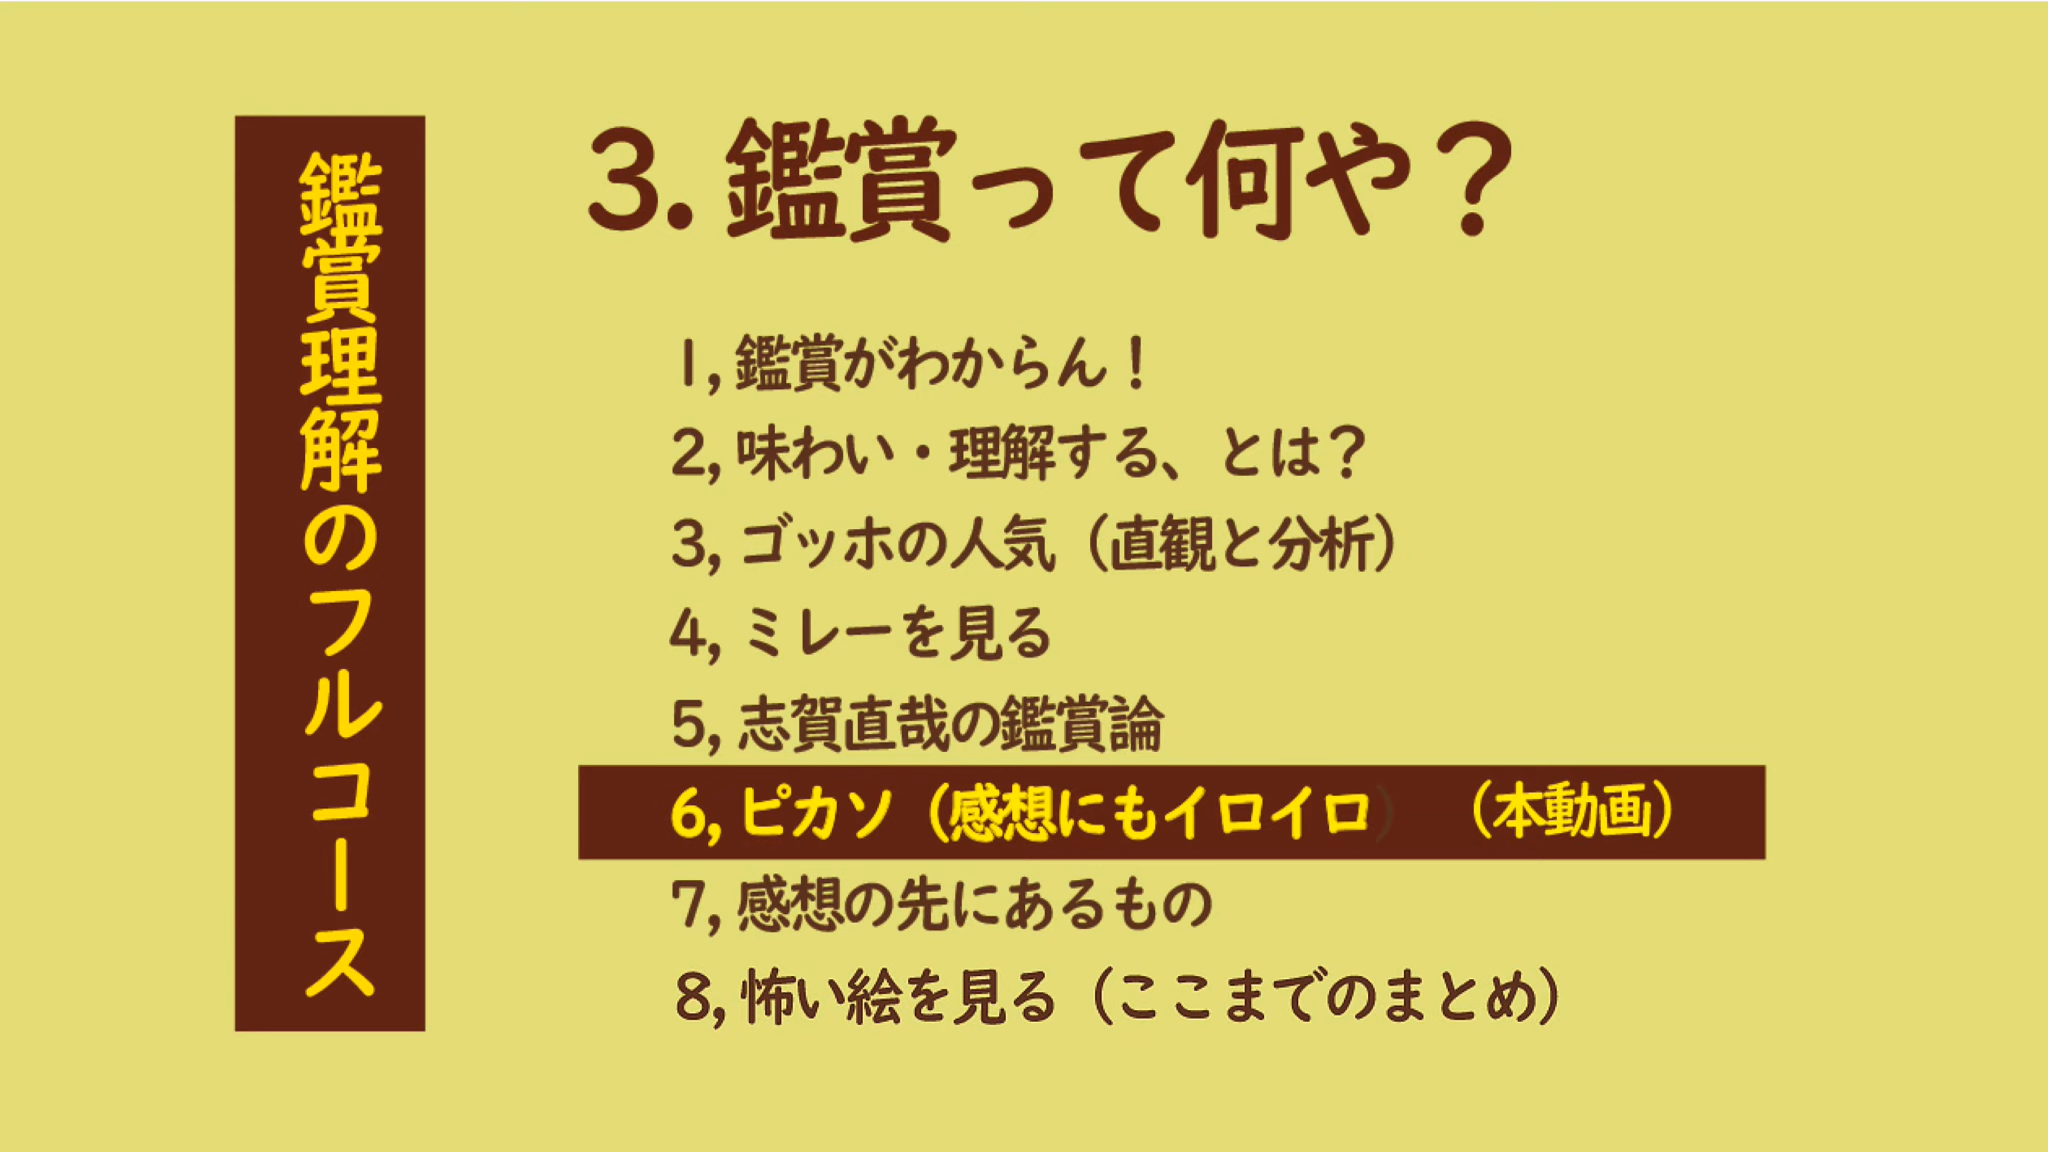 鑑賞理解のフルコース
3. 鑑賞って何や？
1, 鑑賞がわからん！
2, 味わい・理解する、とは？
3, ゴッホの人気（直観と分析）
4, ミレーを見る
5, 志賀直哉の鑑賞論
6, ピカソ（感想にもイロイロ）（本動画）
7, 感想の先にあるもの
8, 怖い絵を見る（ここまでのまとめ）